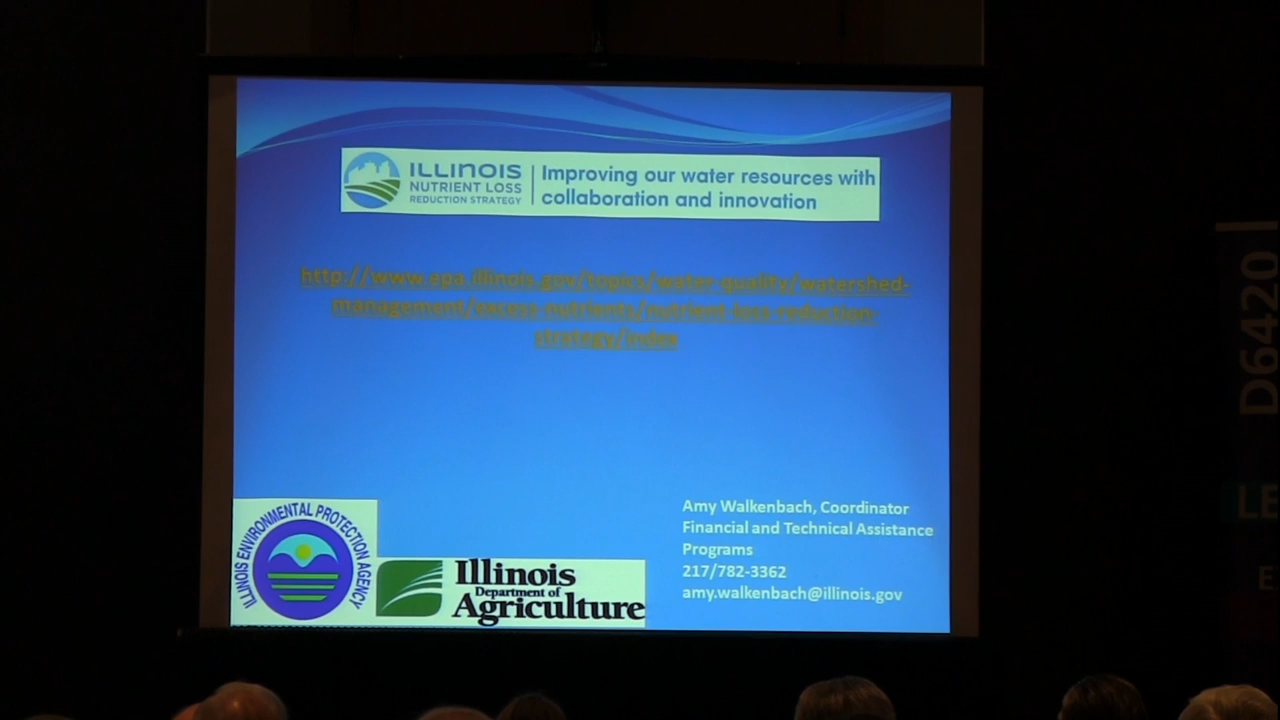 ILLINOIS
NUTRIENT LOSS
REDUCTION STRATEGY
Improving our water resources with
collaboration and innovation
http://www.epa.illinois.gov/topics/water-quality/watershed-
management/excess-nutrients/nutrient-loss-reduction-
strategy/index
ILLINOIS ENVIRONMENTAL PROTECTION AGENCY
Illinois
Department of
Agriculture
Amy Walkenbach, Coordinator
Financial and Technical Assistance
Programs
217/782-3362
amy.walkenbach@illinois.gov
D6420
LE
E